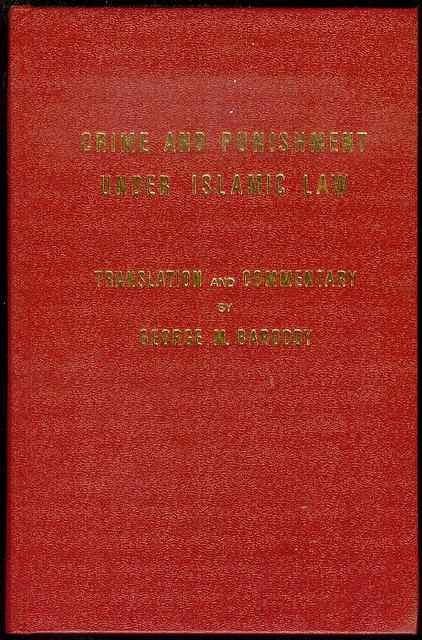 CRIME AND PUNISHMENT
UNDER ISLAMIC LAW
TRANSLATION AND COMMENTARY
BY
GEORGE M. BAROODY